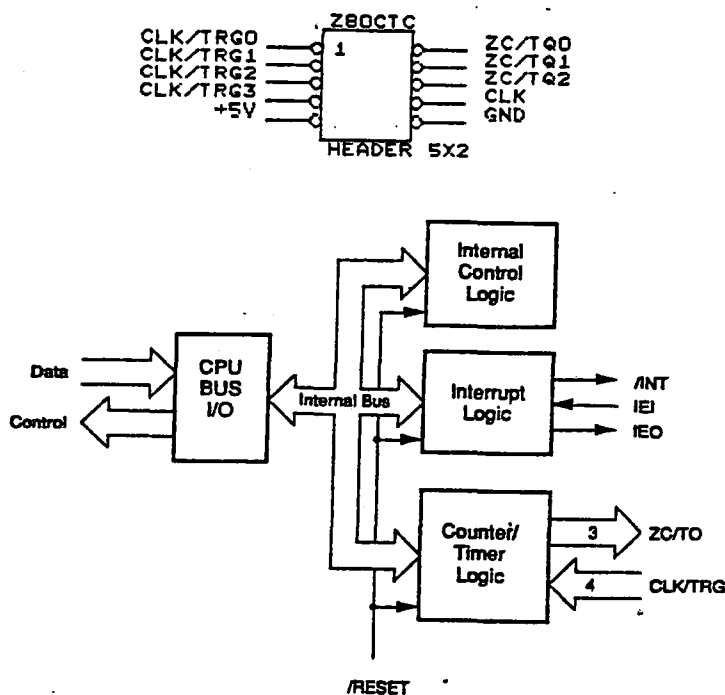 Z80CTC
CLK/TRG0
CLK/TRG1
CLK/TRG2
CLK/TRG3
+5V
1
ZC/TQ0
ZC/TQ1
ZC/TQ2
CLK
GND
HEADER 5X2
Internal
Control
Logic
Data
Control
CPU
BUS
I/O
Internal Bus
Interrupt
Logic
/INT
IEI
IEO
Counter/
Timer
Logic
3
ZC/TO
4
CLK/TRG
/RESET